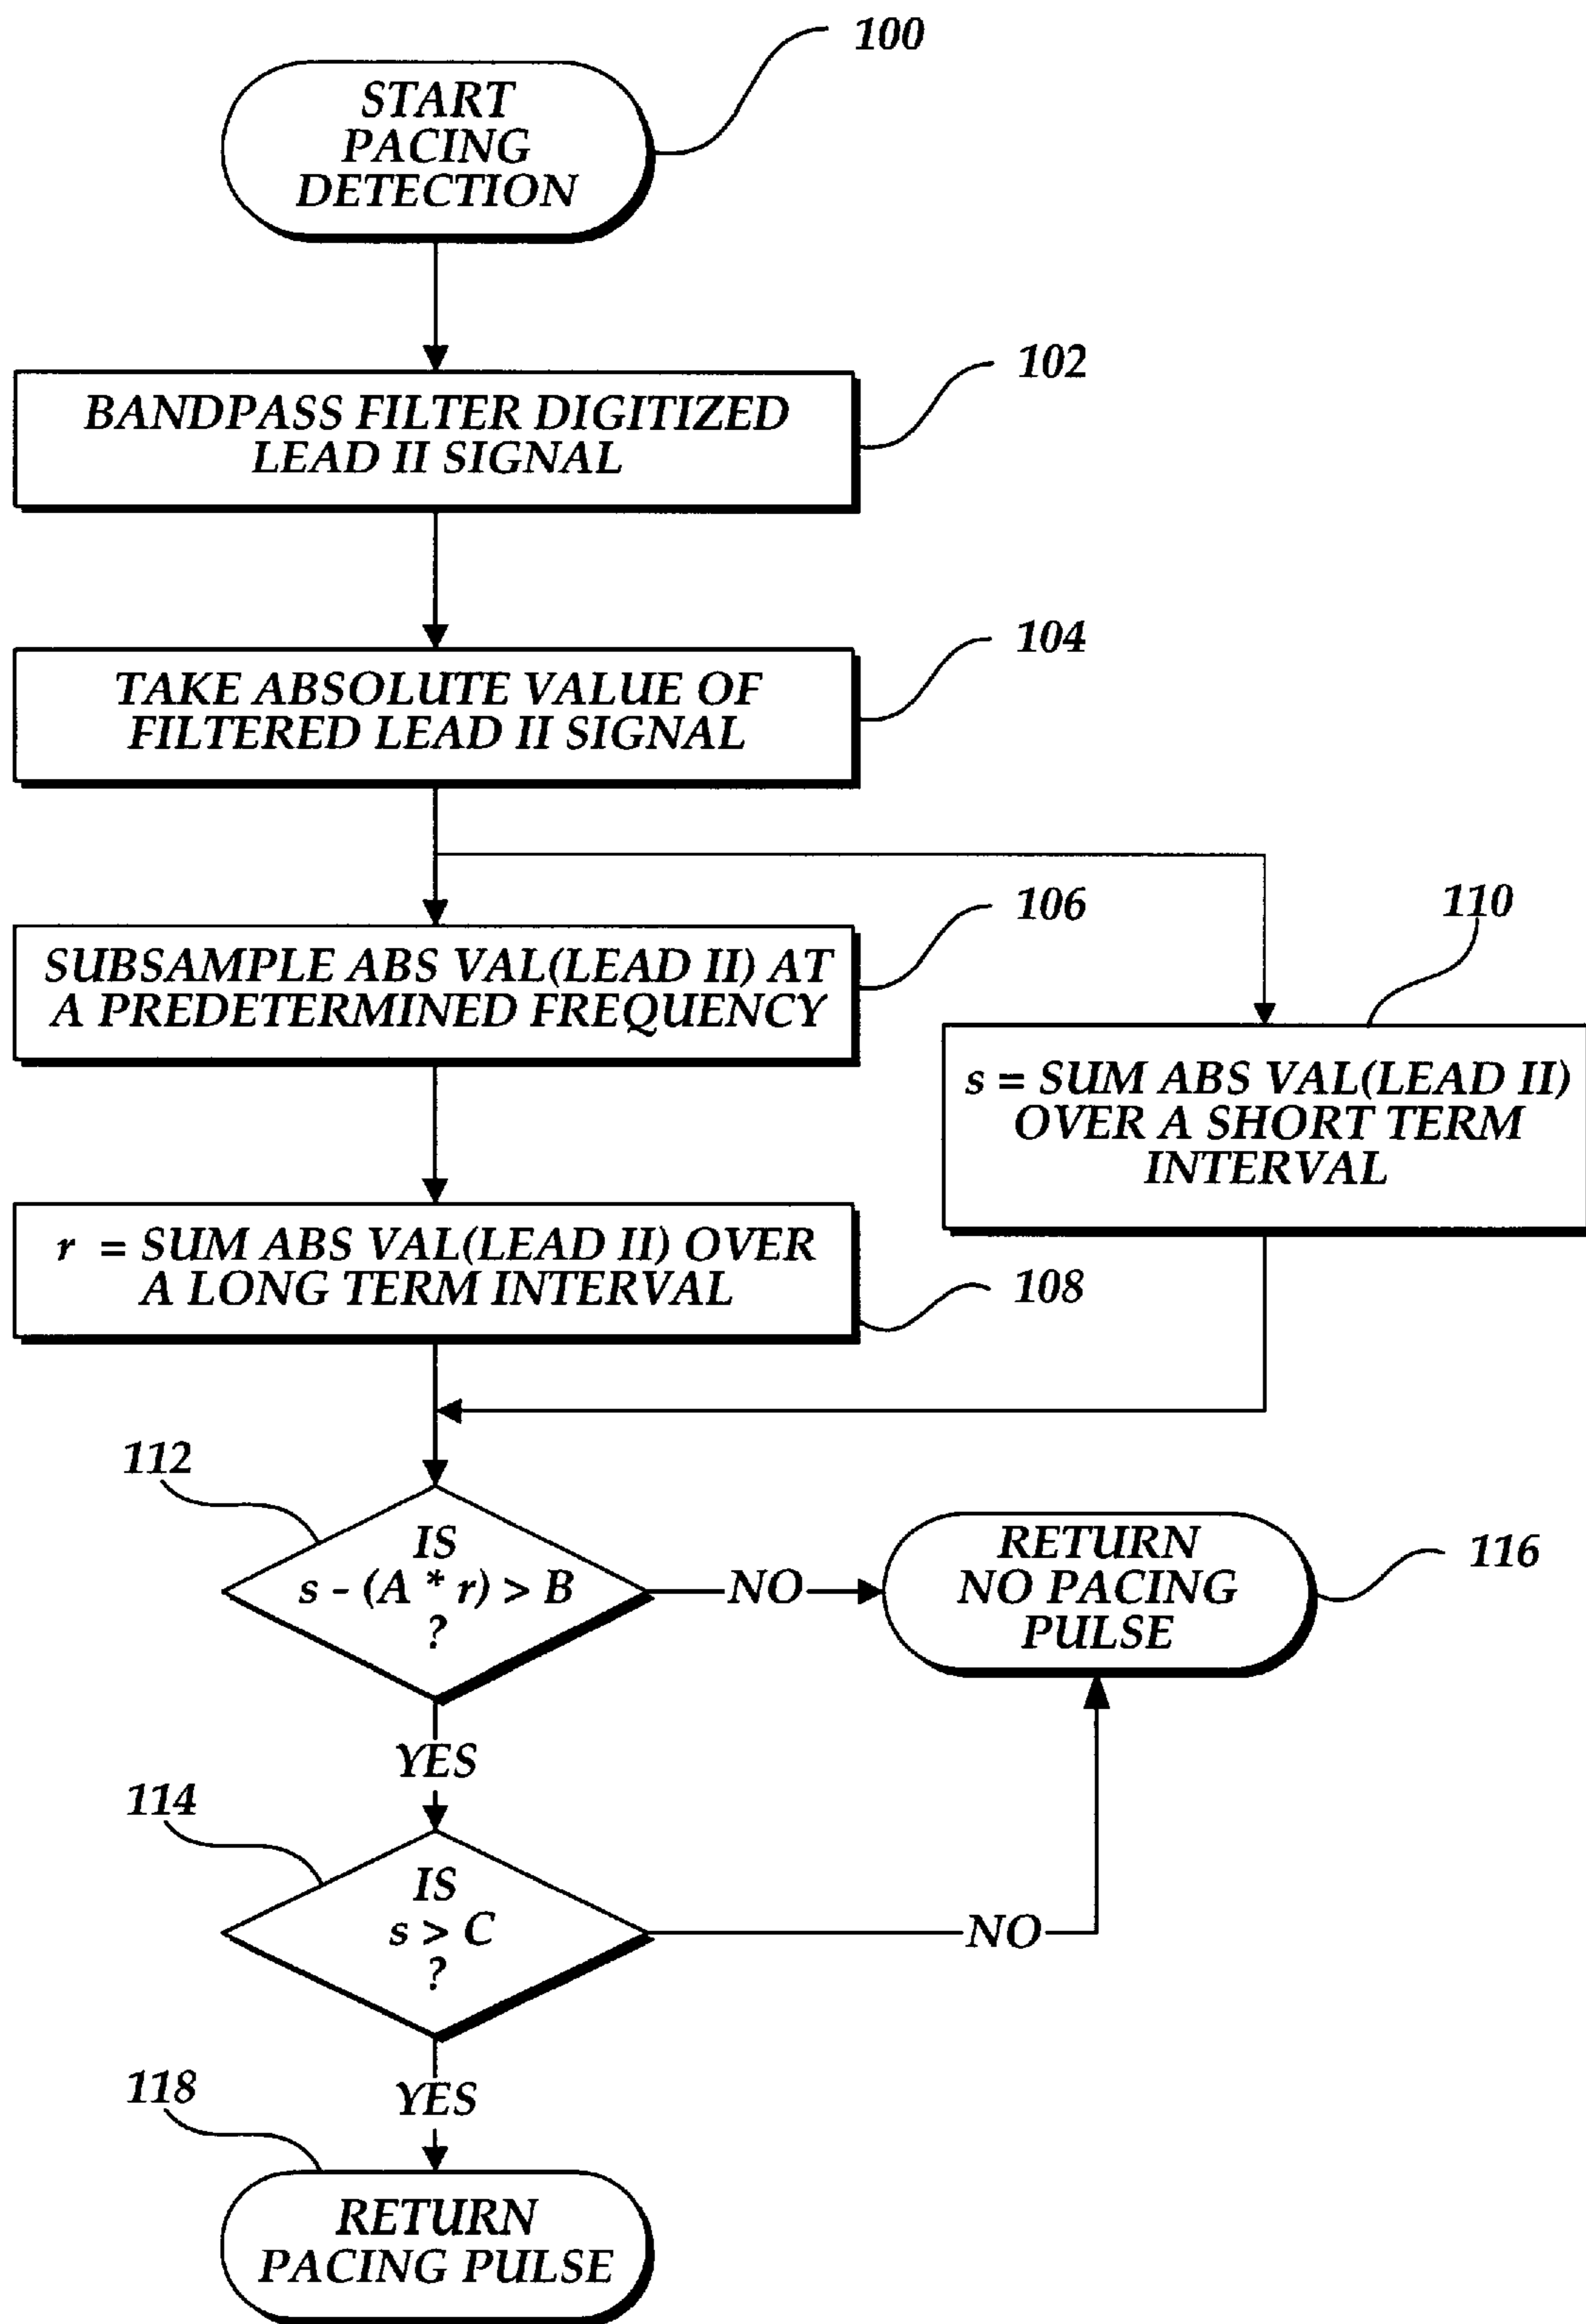 100
START
PACING
DETECTION
102
BANDPASS FILTER DIGITIZED
LEAD II SIGNAL
104
TAKE ABSOLUTE VALUE OF
FILTERED LEAD II SIGNAL
106
SUBSAMPLE ABS VAL(LEAD II) AT
A PREDETERMINED FREQUENCY
110
s = SUM ABS VAL(LEAD II)
OVER A SHORT TERM
INTERVAL
r = SUM ABS VAL(LEAD II) OVER
A LONG TERM INTERVAL
108
112
IS
s - (A * r) > B
?
NO
RETURN
NO PACING
PULSE
116
YES
114
IS
s > C
?
NO
YES
118
RETURN
PACING PULSE